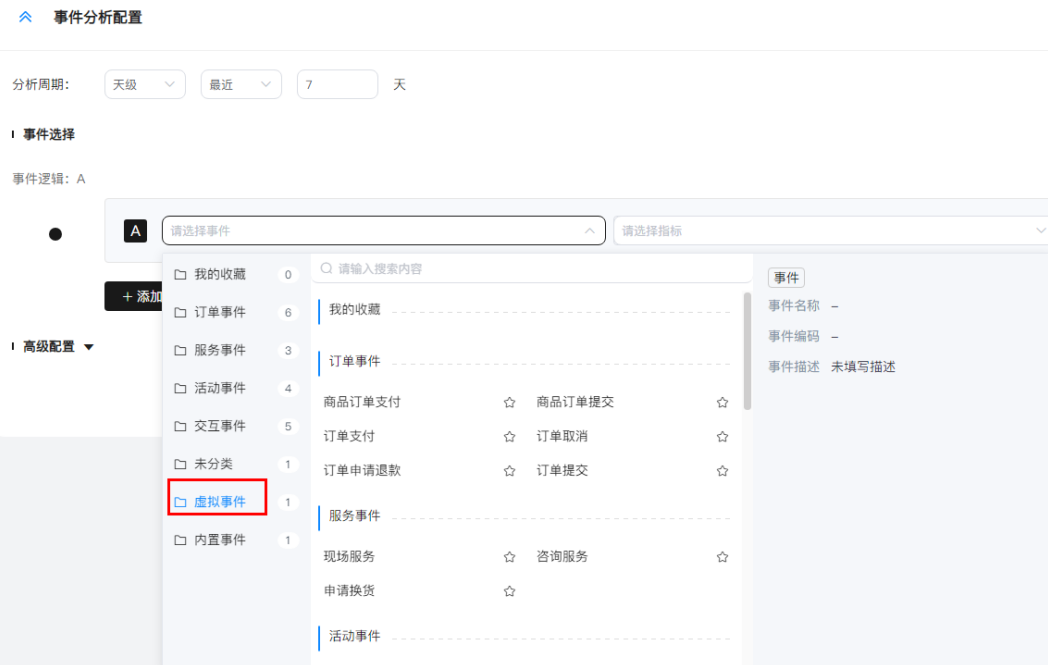 事件分析配置
分析周期: 天级 最近 7 天
事件选择
事件逻辑: A
A 请选择事件 请选择指标
＋ 添加
高级配置
我的收藏 0
订单事件 6
服务事件 3
活动事件 4
交互事件 5
未分类 1
虚拟事件 1
内置事件 1
请输入搜索内容
我的收藏
订单事件
商品订单支付 商品订单提交
订单支付 订单取消
订单申请退款 订单提交
服务事件
现场服务 咨询服务
申请换货
活动事件
事件
事件名称 –
事件编码 –
事件描述 未填写描述